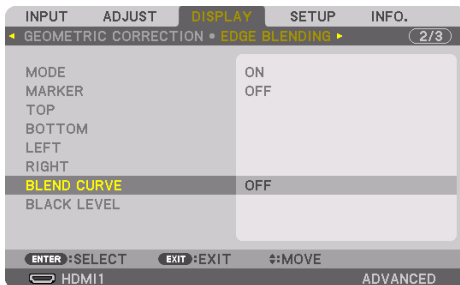 INPUT ADJUST DISPLAY SETUP INFO.
GEOMETRIC CORRECTION • EDGE BLENDING 2/3
MODE ON
MARKER OFF
TOP
BOTTOM
LEFT
RIGHT
BLEND CURVE OFF
BLACK LEVEL
ENTER :SELECT EXIT :EXIT :MOVE
HDMI1 ADVANCED